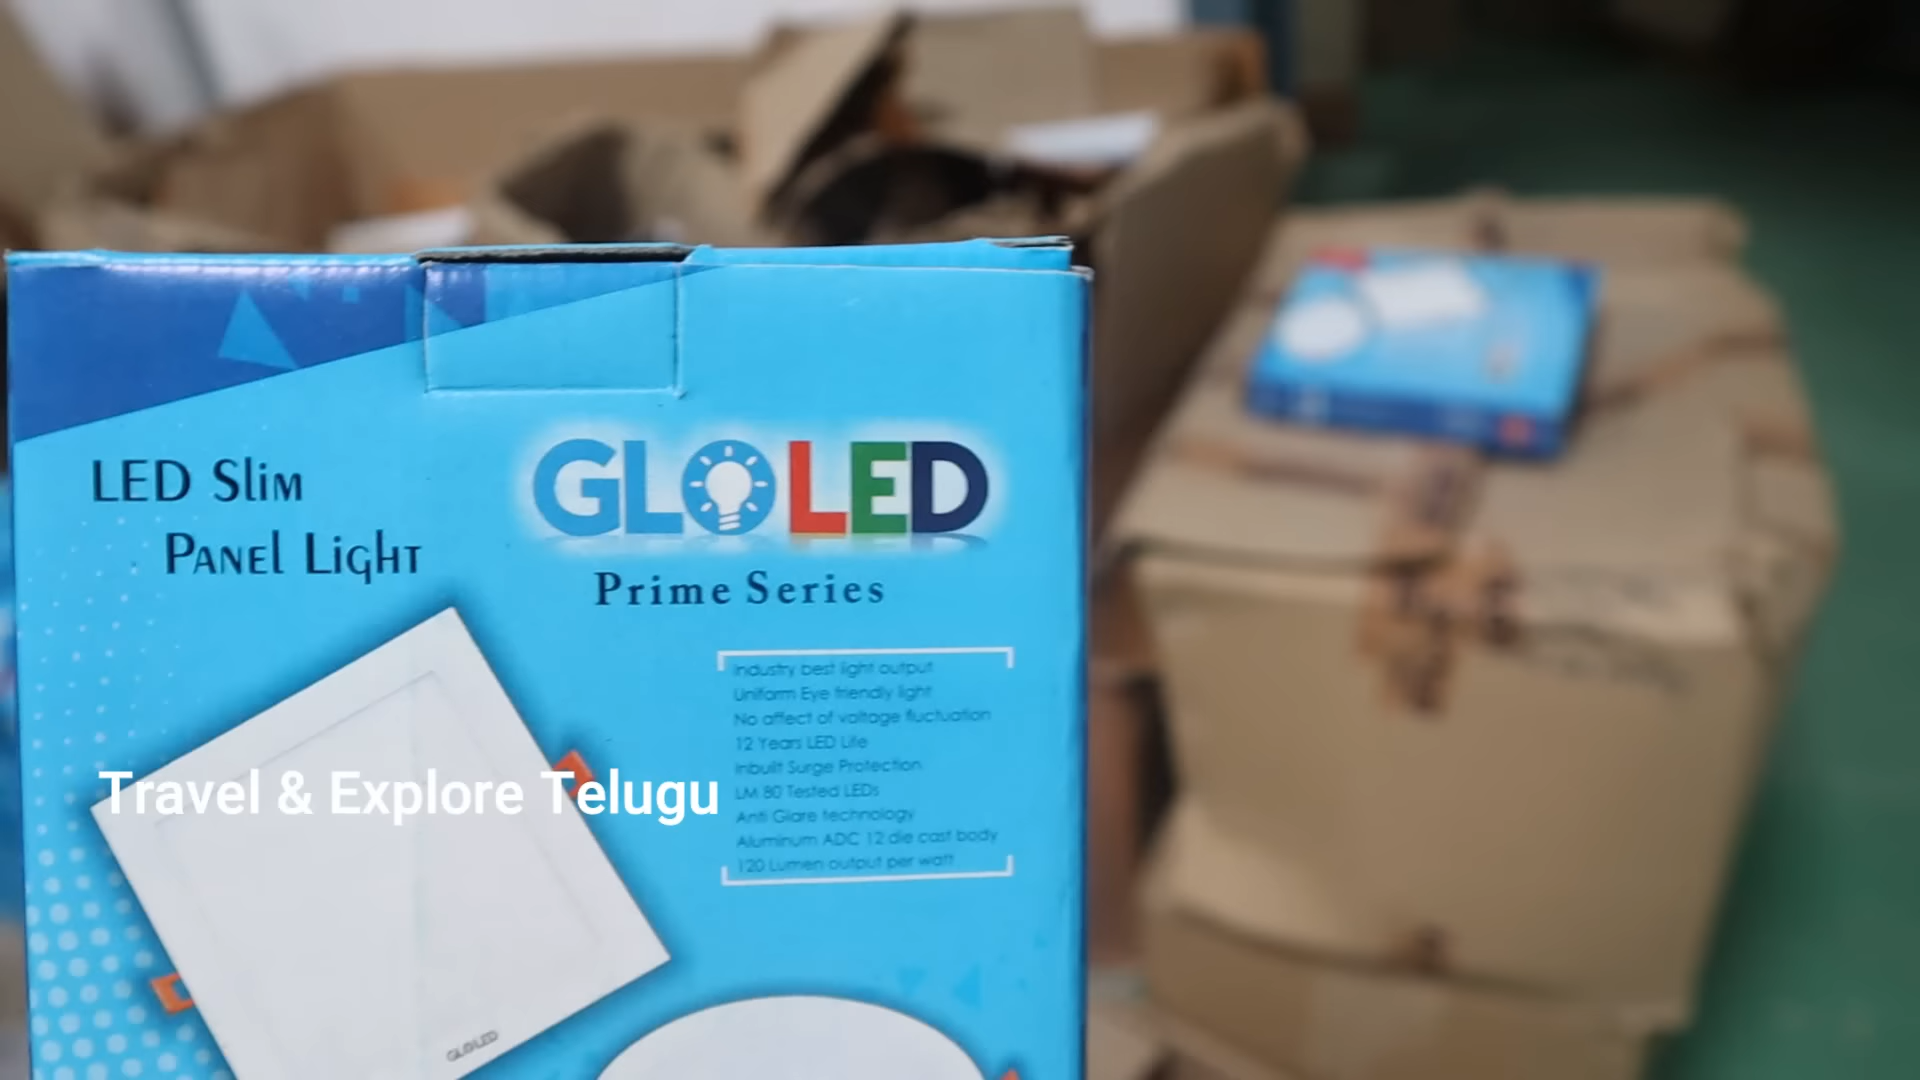 LED Slim
Panel Light
GLOLED
Prime Series
Industry best light output
Uniform Eye friendly light
No affect of voltage fluctuation
12 Years LED Life
Inbuilt Surge Protection
LM 80 Tested LEDs
Anti Glare technology
Aluminum ADC 12 die cast body
120 Lumen output per watt
Travel & Explore Telugu
GLOLED